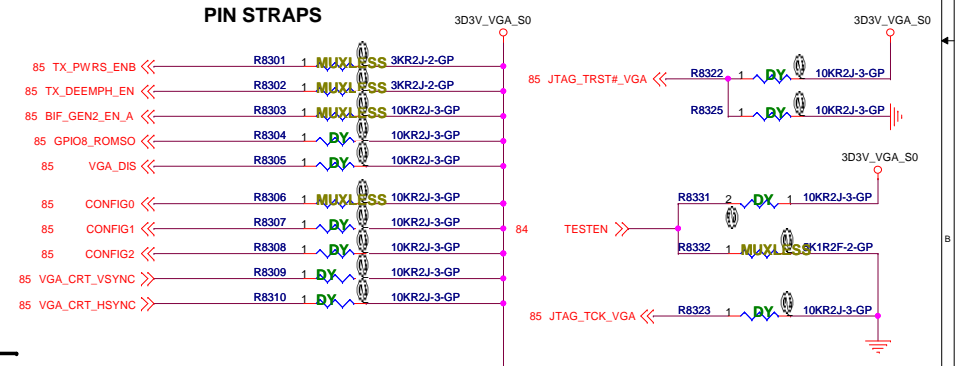 PIN STRAPS
3D3V_VGA_S0
85 TX_PWRS_ENB R8301 1 MUXLESS 3KR2J-2-GP
85 TX_DEEMPH_EN R8302 1 MUXLESS 3KR2J-2-GP
85 BIF_GEN2_EN_A R8303 1 MUXLESS 10KR2J-3-GP
85 GPIO8_ROMSO R8304 1 DY 10KR2J-3-GP
85 VGA_DIS R8305 1 DY 10KR2J-3-GP
85 CONFIG0 R8306 1 MUXLESS 10KR2J-3-GP
85 CONFIG1 R8307 1 DY 10KR2J-3-GP
85 CONFIG2 R8308 1 DY 10KR2J-3-GP
85 VGA_CRT_VSYNC R8309 1 DY 10KR2J-3-GP
85 VGA_CRT_HSYNC R8310 1 DY 10KR2J-3-GP
3D3V_VGA_S0
85 JTAG_TRST#_VGA R8322 1 DY 10KR2J-3-GP
R8325 1 DY 10KR2J-3-GP
3D3V_VGA_S0
R8331 2 DY 1 10KR2J-3-GP
84 TESTEN
R8332 1 MUXLESS 1R2F-2-GP
85 JTAG_TCK_VGA R8323 1 DY 10KR2J-3-GP
B